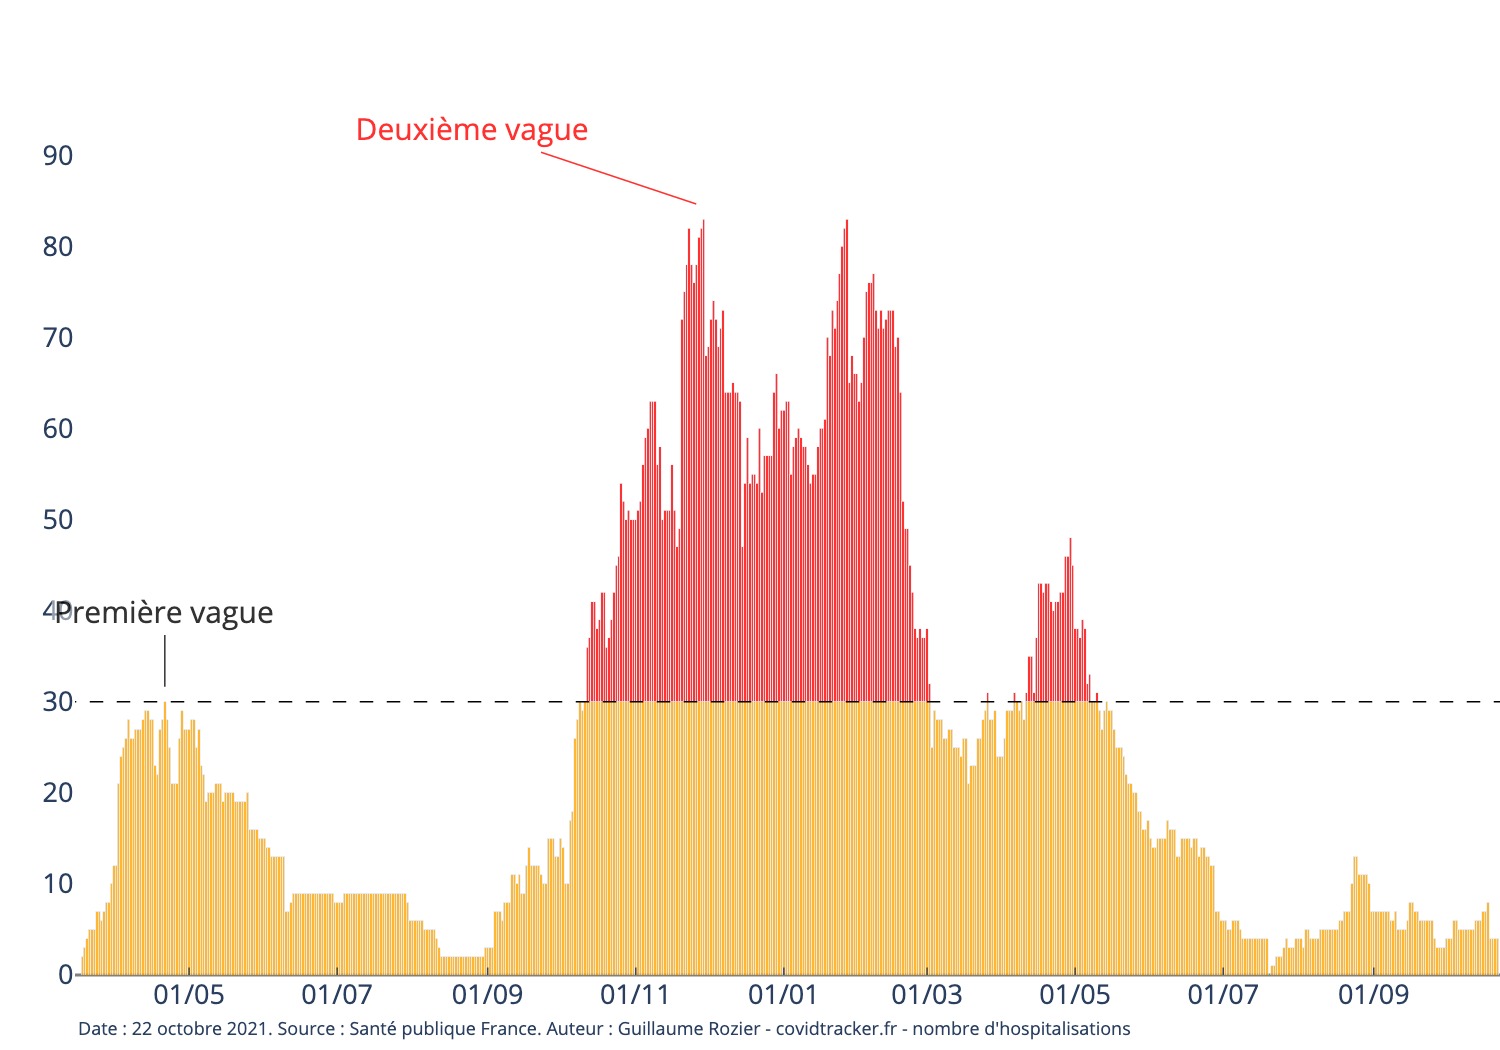 Deuxième vague
90
80
70
60
50
40
Première vague
30
20
10
0
01/05 01/07 01/09 01/11 01/01 01/03 01/05 01/07 01/09
Date : 22 octobre 2021. Source : Santé publique France. Auteur : Guillaume Rozier - covidtracker.fr - nombre d'hospitalisations